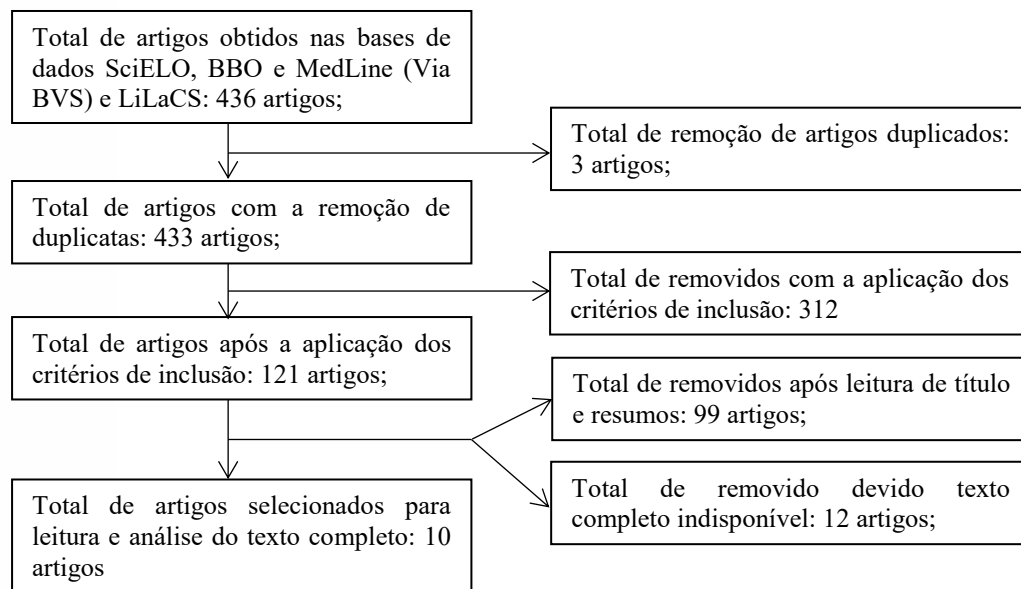 Total de artigos obtidos nas bases de
dados SciELO, BBO e MedLine (Via
BVS) e LiLaCS: 436 artigos;
Total de remoção de artigos duplicados:
3 artigos;
Total de artigos com a remoção de
duplicatas: 433 artigos;
Total de removidos com a aplicação dos
critérios de inclusão: 312
Total de artigos após a aplicação dos
critérios de inclusão: 121 artigos;
Total de removidos após leitura de título
e resumos: 99 artigos;
Total de removido devido texto
completo indisponível: 12 artigos;
Total de artigos selecionados para
leitura e análise do texto completo: 10
artigos